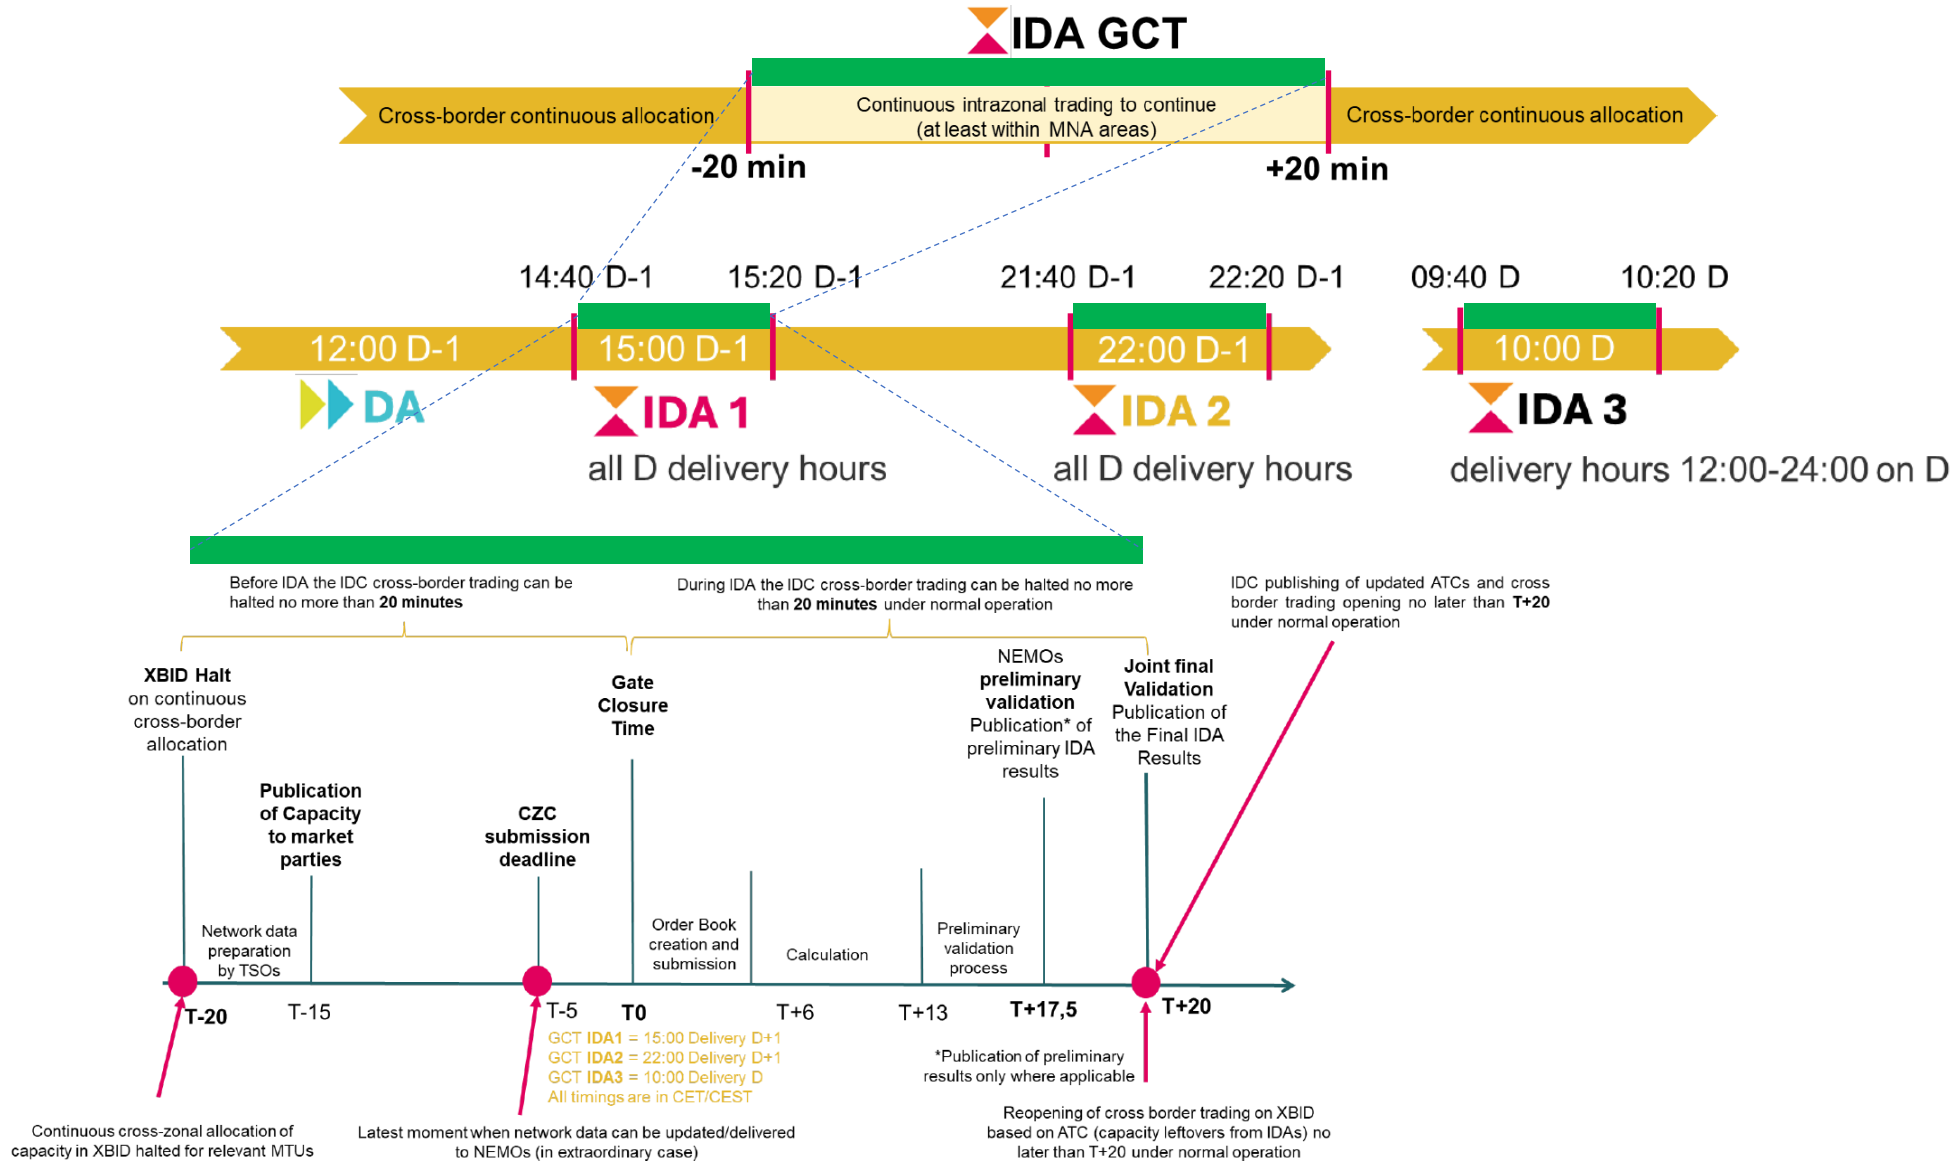 IDA GCT
Cross-border continuous allocation
Continuous intrazonal trading to continue
(at least within MNA areas)
Cross-border continuous allocation
-20 min
+20 min
14:40 D-1
15:20 D-1
21:40 D-1
22:20 D-1
09:40 D
10:20 D
12:00 D-1
15:00 D-1
22:00 D-1
10:00 D
DA
IDA 1
IDA 2
IDA 3
all D delivery hours
all D delivery hours
delivery hours 12:00-24:00 on D
Before IDA the IDC cross-border trading can be
halted no more than 20 minutes
During IDA the IDC cross-border trading can be halted no more
than 20 minutes under normal operation
IDC publishing of updated ATCs and cross
border trading opening no later than T+20
under normal operation
XBID Halt
on continuous
cross-border
allocation
Publication
of Capacity
to market
parties
CZC
submission
deadline
Gate
Closure
Time
NEMOs
preliminary
validation
Publication* of
preliminary IDA
results
Joint final
Validation
Publication of
the Final IDA
Results
Network data
preparation
by TSOs
Order Book
creation and
submission
Calculation
Preliminary
validation
process
T-20
T-15
T-5
T0
T+6
T+13
T+17,5
T+20
GCT IDA1 = 15:00 Delivery D+1
GCT IDA2 = 22:00 Delivery D+1
GCT IDA3 = 10:00 Delivery D
All timings are in CET/CEST
*Publication of preliminary
results only where applicable
Continuous cross-zonal allocation of
capacity in XBID halted for relevant MTUs
Latest moment when network data can be updated/delivered
to NEMOs (in extraordinary case)
Reopening of cross border trading on XBID
based on ATC (capacity leftovers from IDAs) no
later than T+20 under normal operation